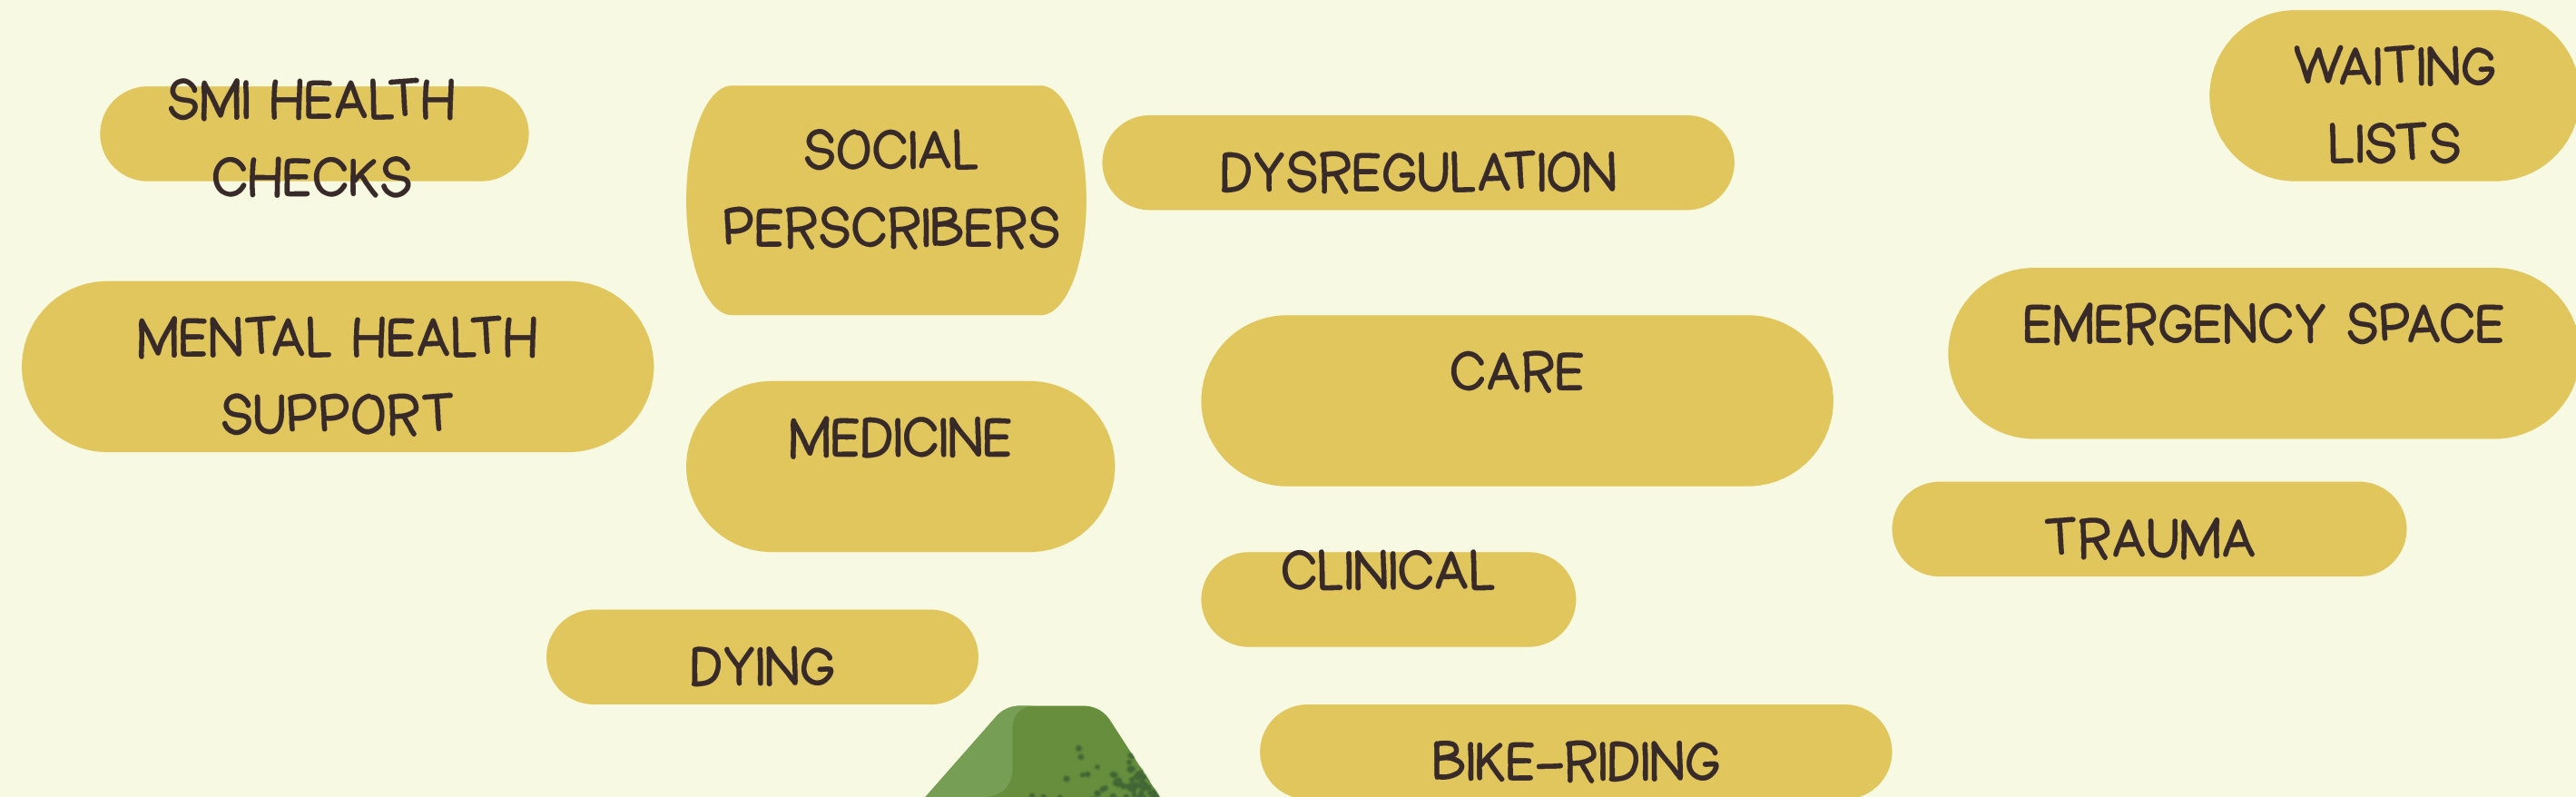 SMI HEALTH
CHECKS
SOCIAL
PERSCRIBERS
DYSREGULATION
WAITING
LISTS
MENTAL HEALTH
SUPPORT
MEDICINE
CARE
EMERGENCY SPACE
TRAUMA
CLINICAL
DYING
BIKE-RIDING